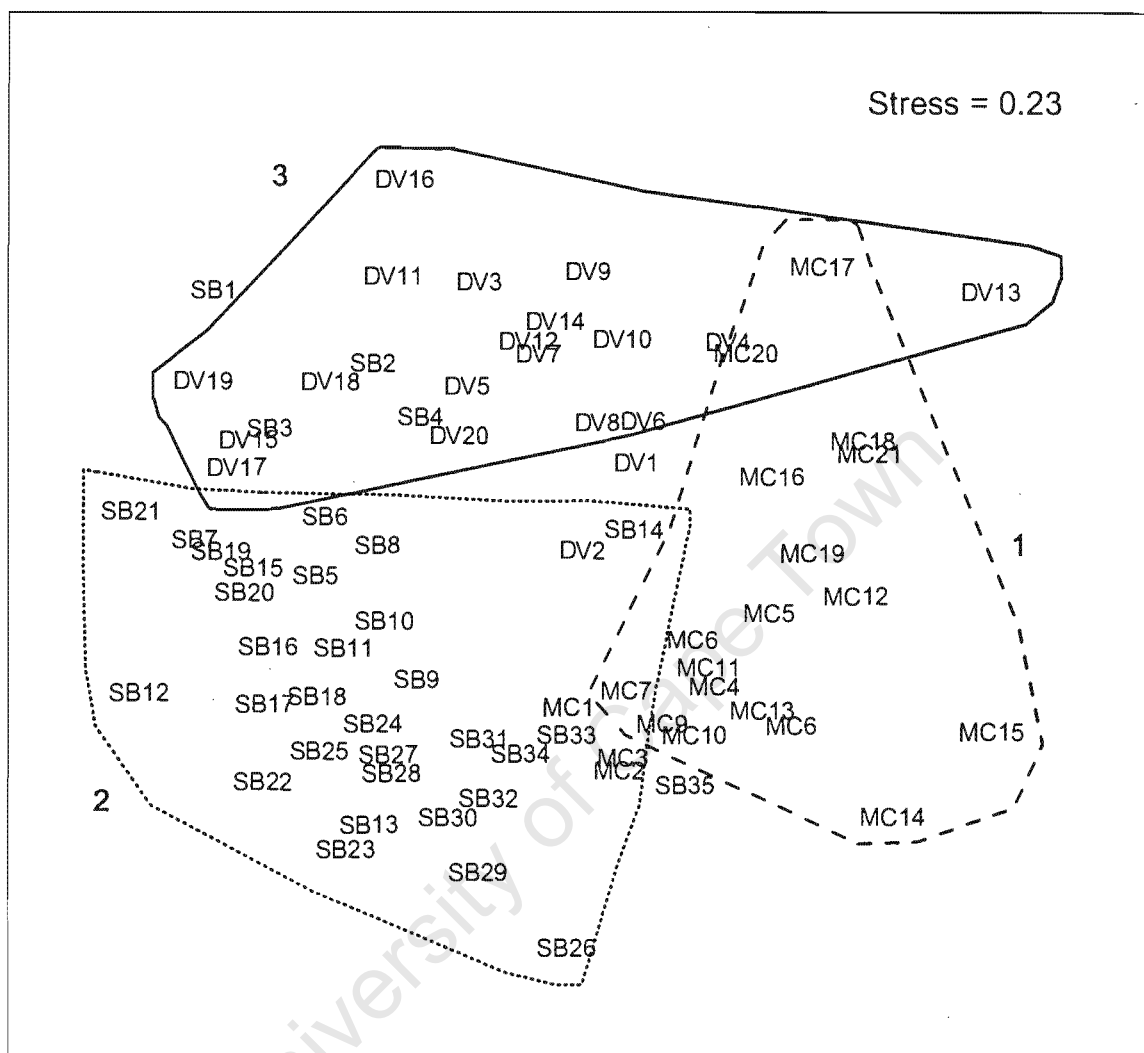 Stress = 0.23
3
DV16
MC17
DV9
DV11
DV3
SB1
DV13
DV14
DV10
DV12
DV4
DV7
MC20
SB2
DV19
DV18
DV5
SB4
DV8
DV6
SB3
DV20
DV15
MC18
MC21
DV1
DV17
MC16
SB21
SB6
SB14
SB7
SB8
SB19
DV2
1
MC19
SB15
SB5
SB20
MC12
MC5
SB10
MC6
SB16
SB11
MC11
SB9
MC4
SB12
MC7
SB18
SB17
MC1
MC13
SB24
MC9
MC6
SB33
MC10
MC15
SB31
SB25
SB27
SB34
MC3
SB28
MC2
SB22
SB35
2
SB32
SB30
MC14
SB13
SB23
SB29
SB26
University of Cape Town